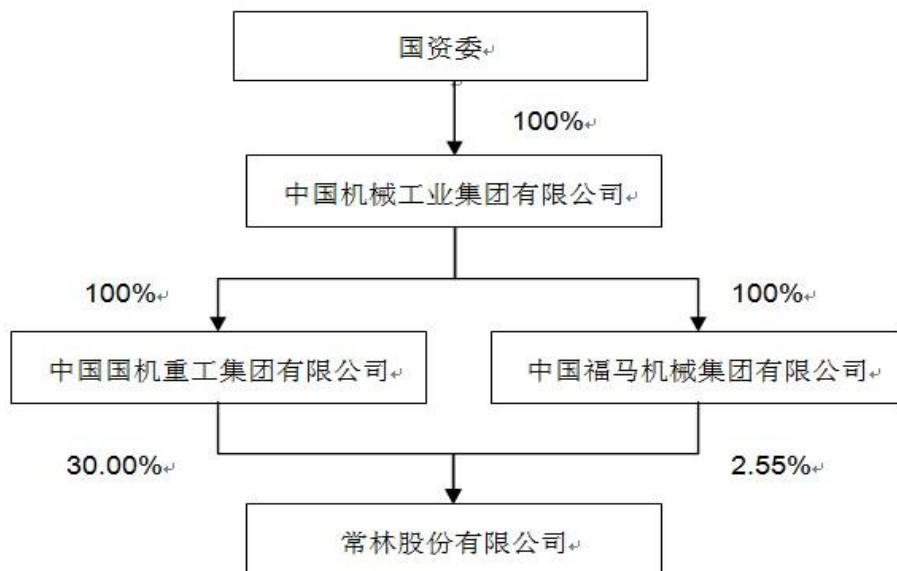 国资委
100%
中国机械工业集团有限公司
100%
100%
中国国机重工集团有限公司
中国福马机械集团有限公司
30.00%
2.55%
常林股份有限公司